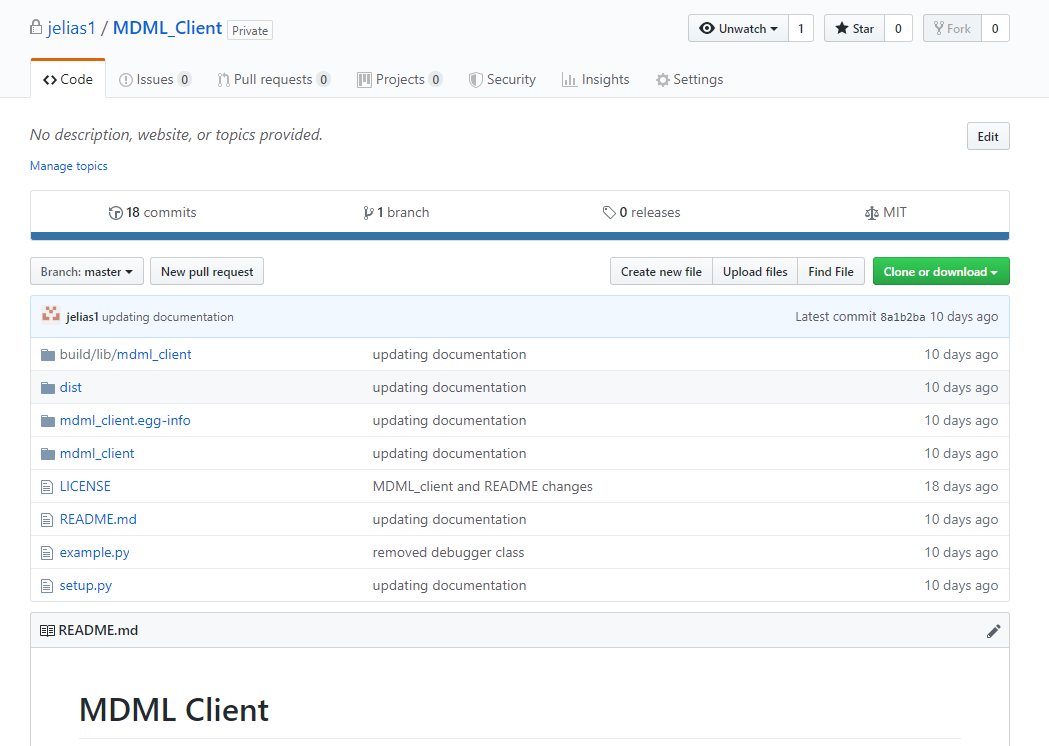 jelias1 / MDML_Client Private Unwatch 1 Star 0 Fork 0
Code Issues 0 Pull requests 0 Projects 0 Security Insights Settings
No description, website, or topics provided. Edit
Manage topics
18 commits 1 branch 0 releases MIT
Branch: master New pull request Create new file Upload files Find File Clone or download
jelias1 updating documentation Latest commit 8a1b2ba 10 days ago
build/lib/mdml_client updating documentation 10 days ago
dist updating documentation 10 days ago
mdml_client.egg-info updating documentation 10 days ago
mdml_client updating documentation 10 days ago
LICENSE MDML_client and README changes 18 days ago
README.md updating documentation 10 days ago
example.py removed debugger class 10 days ago
setup.py updating documentation 10 days ago
README.md
MDML Client